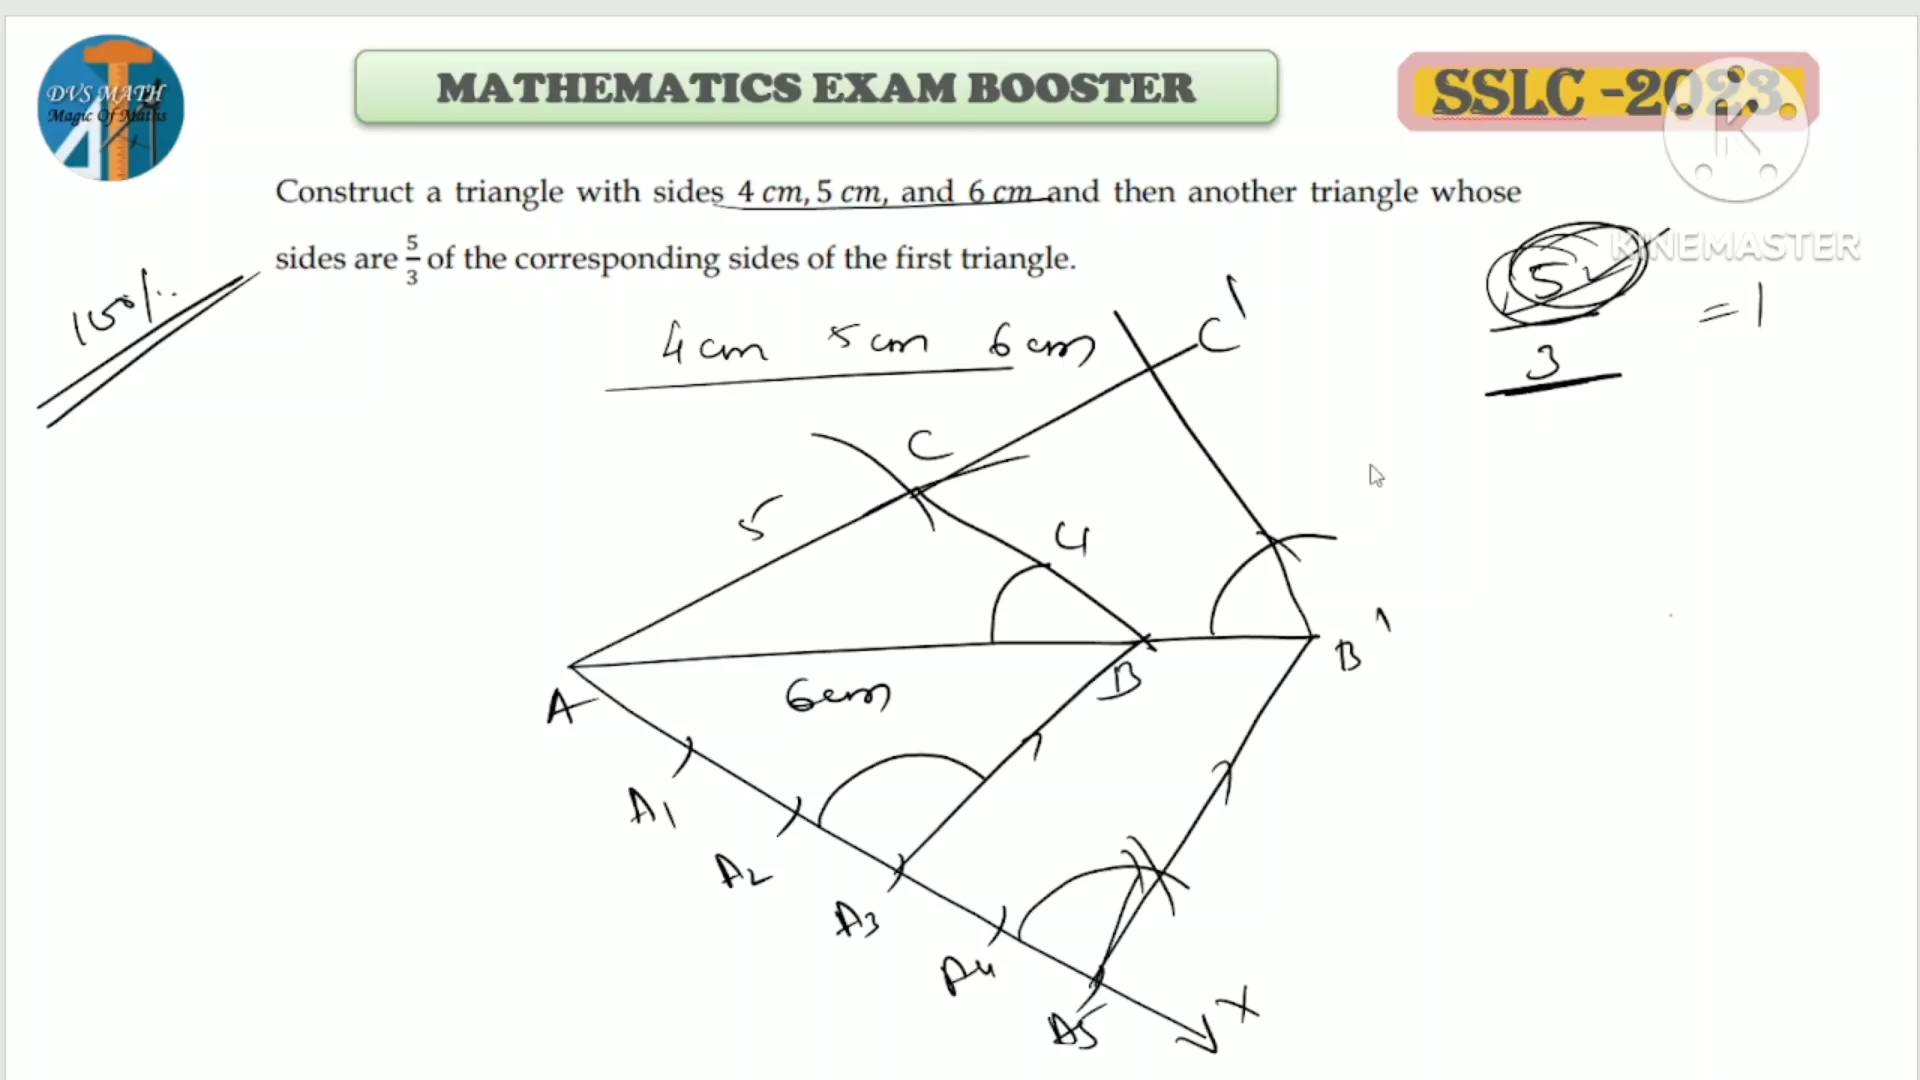 DVS MATH
Magic Of Maths
MATHEMATICS EXAM BOOSTER
SSLC -2023
K
KINEMASTER
Construct a triangle with sides 4 cm, 5 cm, and 6 cm and then another triangle whose
sides are 5/3 of the corresponding sides of the first triangle.
100%
5/3 = 1
4 cm 5 cm 6 cm
C'
C
5
4
A
6 cm
B
B'
A1
A2
A3
A4
A5
X